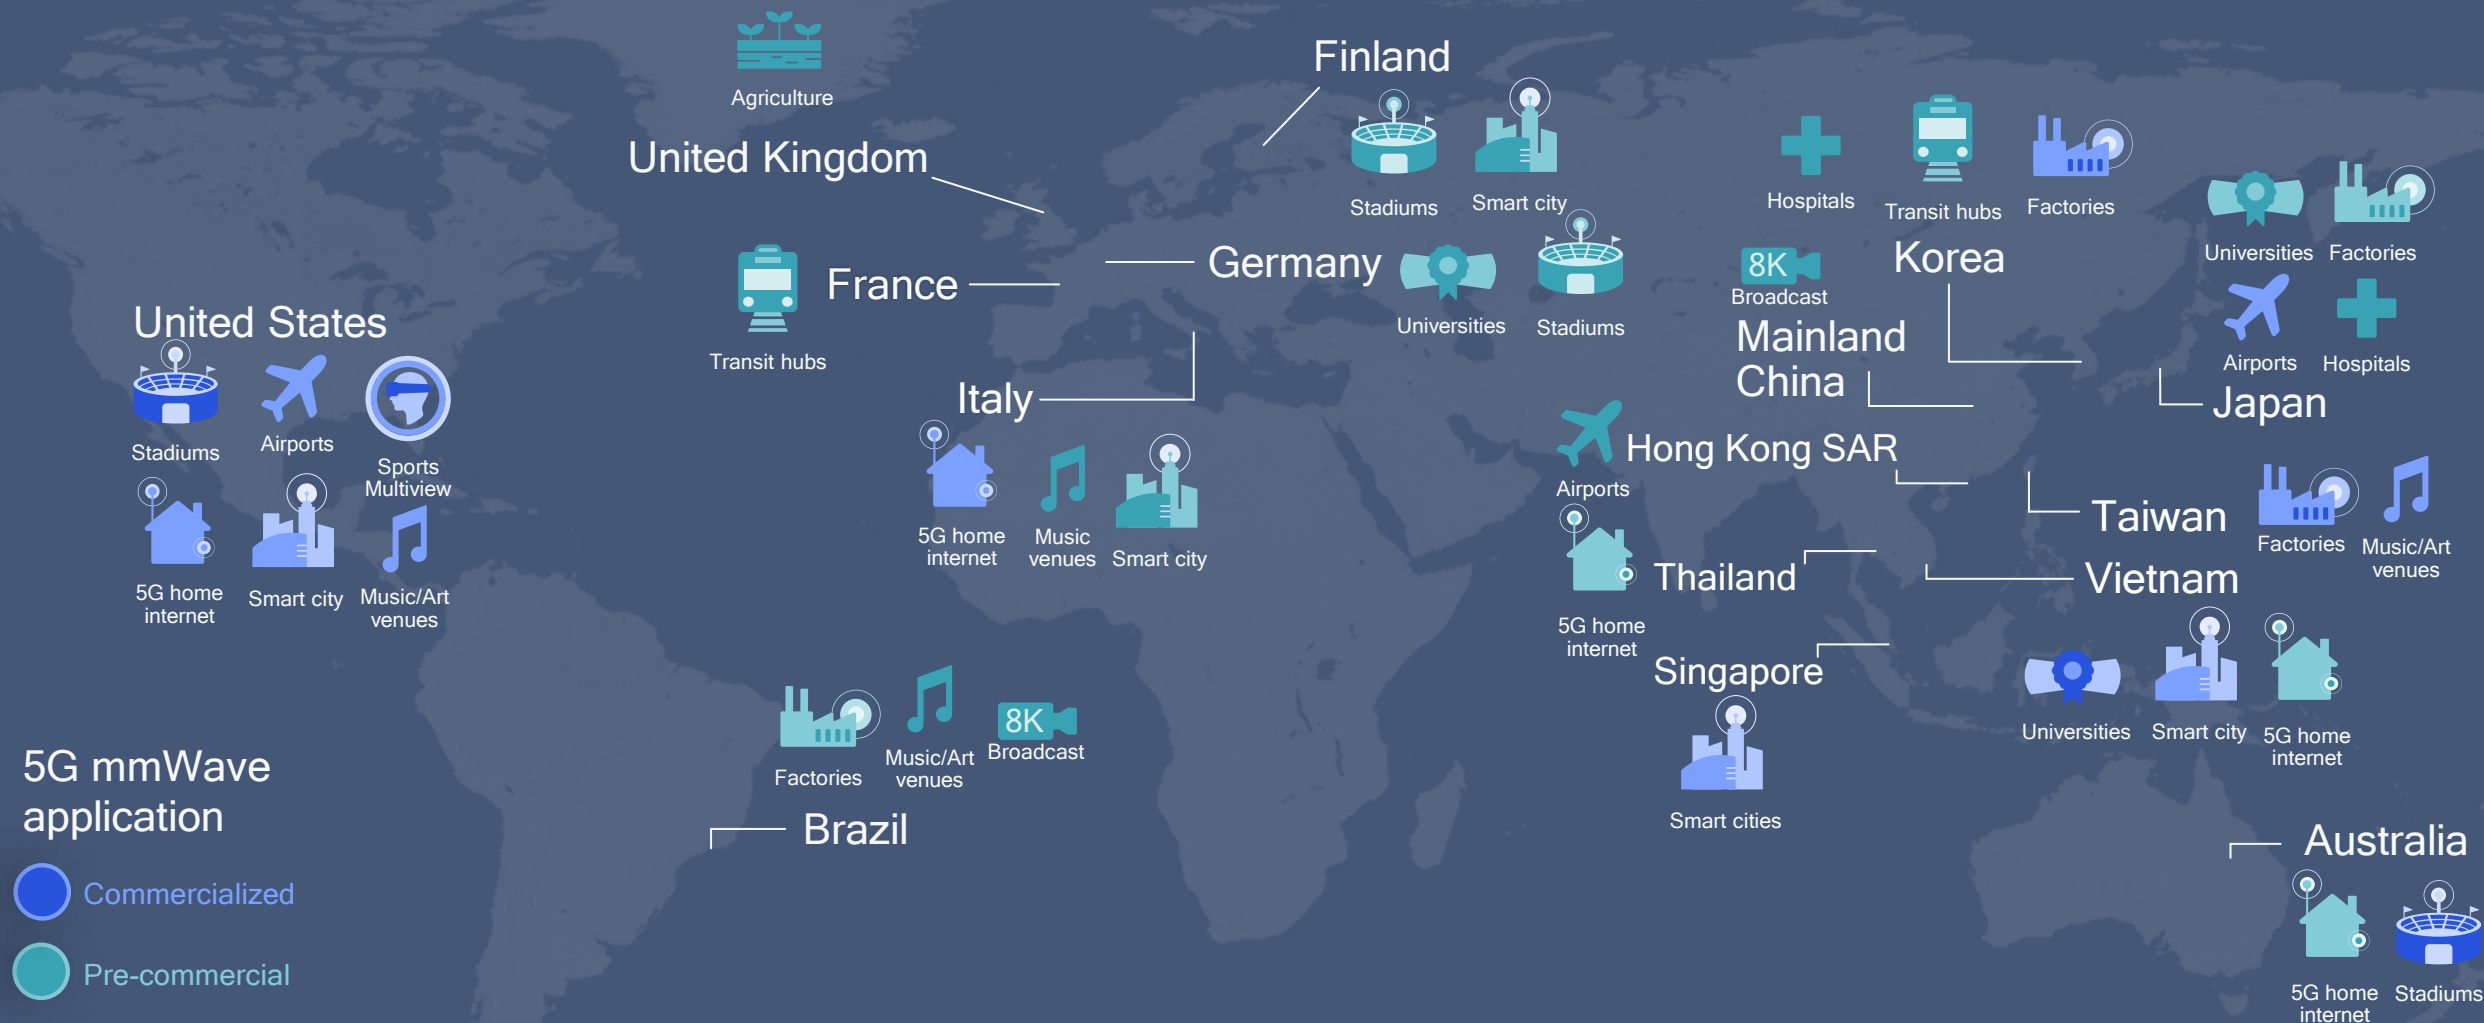 Agriculture
United Kingdom
Transit hubs
France
Finland
Stadiums
Smart city
Germany
Universities
Stadiums
Italy
5G home
internet
Music
venues
Smart city
United States
Stadiums
Airports
Sports
Multiview
5G home
internet
Smart city
Music/Art
venues
Factories
Music/Art
venues
8K
Broadcast
Brazil
Hospitals
Transit hubs
Factories
Korea
8K
Broadcast
Mainland
China
Universities
Factories
Airports
Hospitals
Japan
Airports
Hong Kong SAR
Taiwan
Factories
Music/Art
venues
5G home
internet
Thailand
Vietnam
Universities
Smart city
5G home
internet
Singapore
Smart cities
Australia
5G home
internet
Stadiums
5G mmWave
application
Commercialized
Pre-commercial